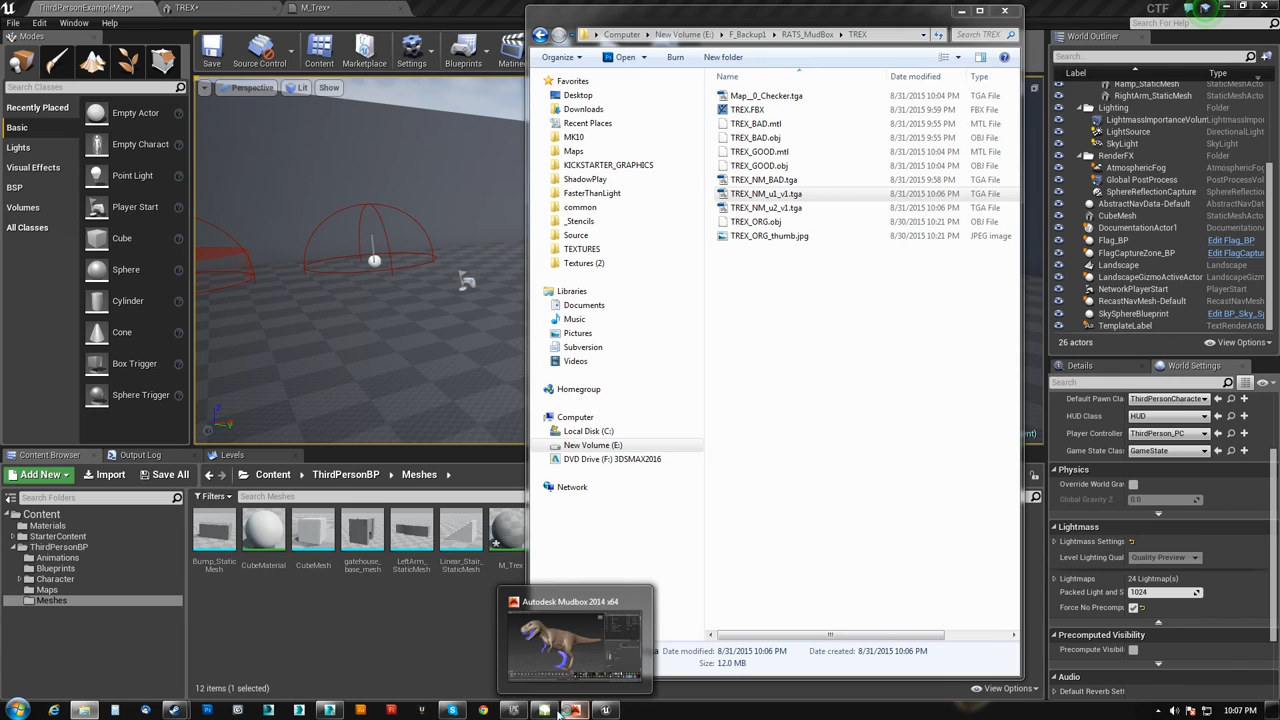 ThirdPersonExampleMap*
TREX*
M_Trex*
CTF
File
Edit
Window
Help
Search For Help
Modes
Search Classes
Recently Placed
Basic
Lights
Visual Effects
BSP
Volumes
All Classes
Empty Actor
Empty Charact
Point Light
Player Start
Cube
Sphere
Cylinder
Cone
Box Trigger
Sphere Trigger
Save
Source Control
Content
Marketplace
Settings
Blueprints
Matinee
Perspective
Lit
Show
Computer
New Volume (E:)
F_Backup1
RATS_MudBox
TREX
Search TREX
Organize
Open
Burn
New folder
Favorites
Desktop
Downloads
Recent Places
MK10
Maps
KICKSTARTER_GRAPHICS
ShadowPlay
FasterThanLight
common
_Stencils
Source
TEXTURES
Textures (2)
Libraries
Documents
Music
Pictures
Subversion
Videos
Homegroup
Computer
Local Disk (C:)
New Volume (E:)
DVD Drive (F:) 3DSMAX2016
Network
Name Date modified Type
Map__0_Checker.tga 8/31/2015 10:04 PM TGA File
TREX.FBX 8/31/2015 9:59 PM FBX File
TREX_BAD.mtl 8/31/2015 9:55 PM MTL File
TREX_BAD.obj 8/31/2015 9:55 PM OBJ File
TREX_GOOD.mtl 8/31/2015 10:04 PM MTL File
TREX_GOOD.obj 8/31/2015 10:04 PM OBJ File
TREX_NM_BAD.tga 8/31/2015 9:58 PM TGA File
TREX_NM_u1_v1.tga 8/31/2015 10:06 PM TGA File
TREX_NM_u2_v1.tga 8/31/2015 10:06 PM TGA File
TREX_ORG.obj 8/30/2015 10:21 PM OBJ File
TREX_ORG_thumb.jpg 8/30/2015 10:21 PM JPEG image
Date modified: 8/31/2015 10:06 PM
Date created: 8/31/2015 10:06 PM
Size: 12.0 MB
Autodesk Mudbox 2014 x64
World Outliner
Search...
Label
Type
Ramp_StaticMesh StaticMeshA
RightArm_StaticMesh StaticMeshA
Lighting Folder
LightmassImportanceVolum LightmassIm
LightSource DirectionalLight
SkyLight SkyLight
RenderFX Folder
AtmosphericFog AtmosphericFog
Global PostProcess
SphereReflectionCapture SphereReflect
AbstractNavData-Default AbstractNav
CubeMesh StaticMeshA
DocumentationActor1
Flag_BP Edit Flag_BP
FlagCaptureZone_BP Edit FlagCaptur
Landscape Landscape
LandscapeGizmoActiveActor
NetworkPlayerStart PlayerStart
RecastNavMesh-Default RecastNavM
SkySphereBlueprint Edit BP_Sky_Sp
TemplateLabel TextRenderAc
26 actors
View Options
Details
World Settings
Search
Default Pawn Cla ThirdPersonCharacte
HUD Class HUD
Player Controller ThirdPerson_PC
Game State Class GameState
Physics
Override World Gra
Global Gravity Z 0.0
Lightmass
Lightmass Settings
Level Lighting Qual Quality Preview
Lightmaps 24 Lightmap(s)
Packed Light and S 1024
Force No Precompu
Precomputed Visibility
Precompute Visibili
Audio
Default Reverb Sett
Content Browser
Output Log
Levels
Add New
Import
Save All
Content
ThirdPersonBP
Meshes
Search Folders
Filters
Search Meshes
Content
Materials
StarterContent
ThirdPersonBP
Animations
Blueprints
Character
Maps
Meshes
Bump_Static
Mesh
CubeMaterial
CubeMesh
gatehouse_
base_mesh
LeftArm_
StaticMesh
Linear_Stair_
StaticMesh
M_Trex
12 items (1 selected)
View Options
10:07 PM